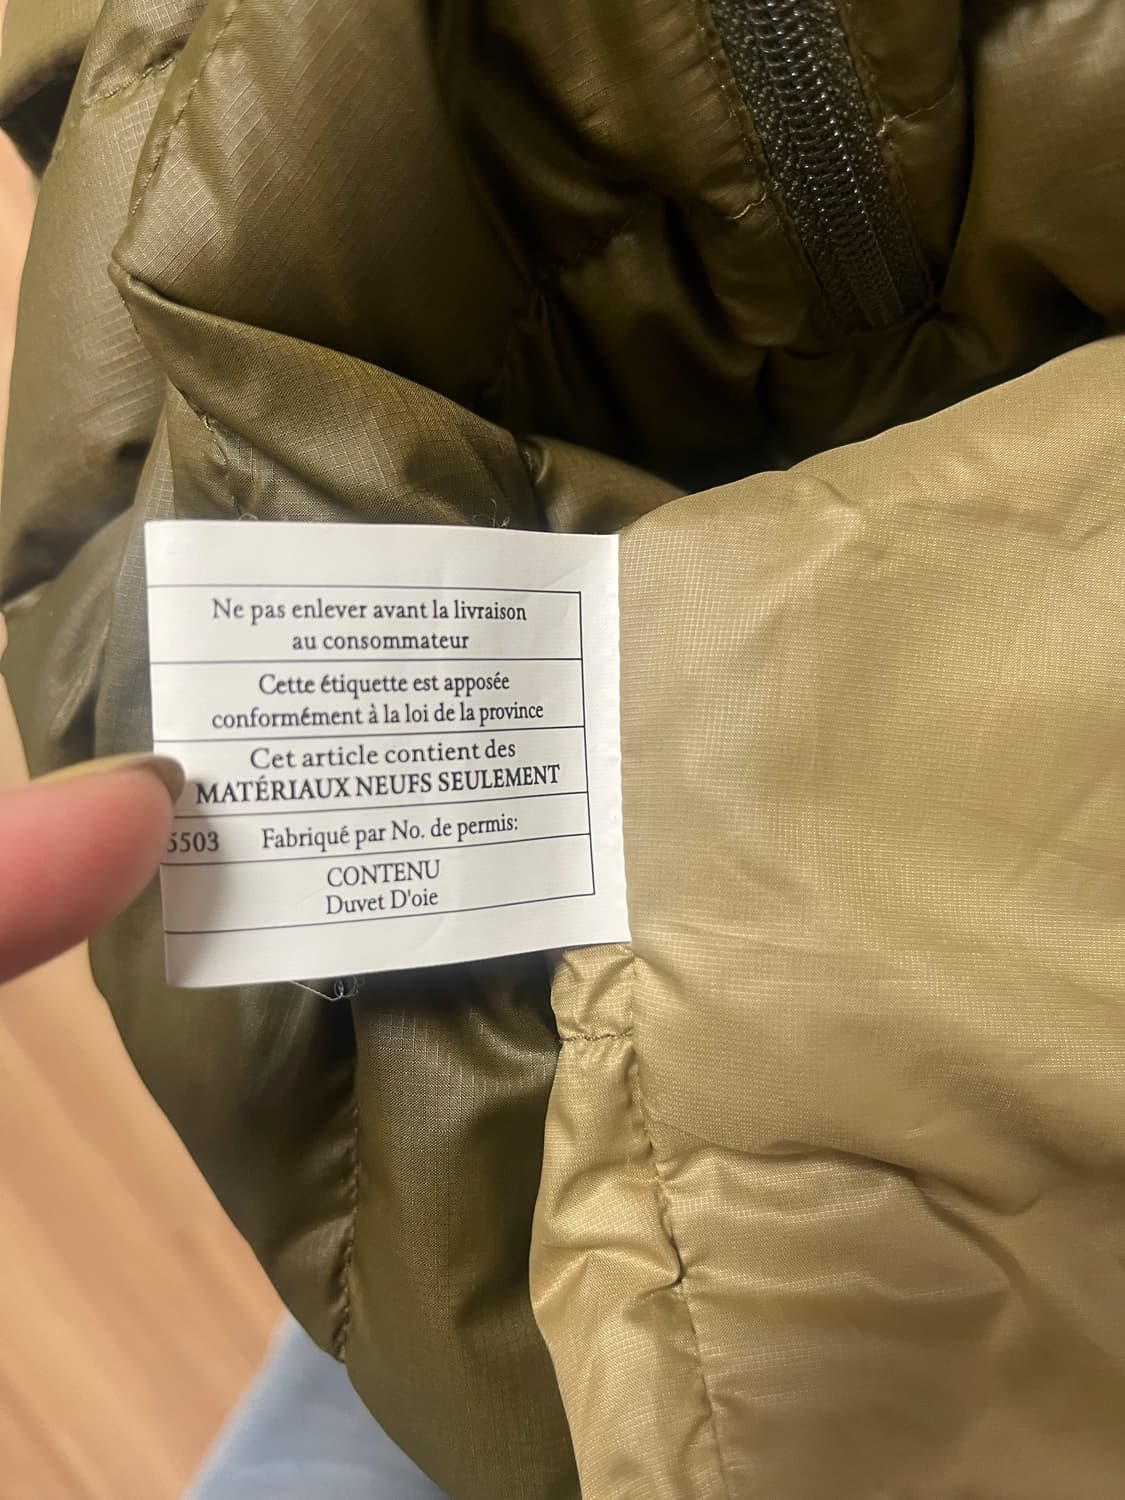 Ne pas enlever avant la livraison
au consommateur
Cette étiquette est apposée
conformément à la loi de la province
Cet article contient des
MATÉRIAUX NEUFS SEULEMENT
5503 Fabriqué par No. de permis:
CONTENU
Duvet D'oie